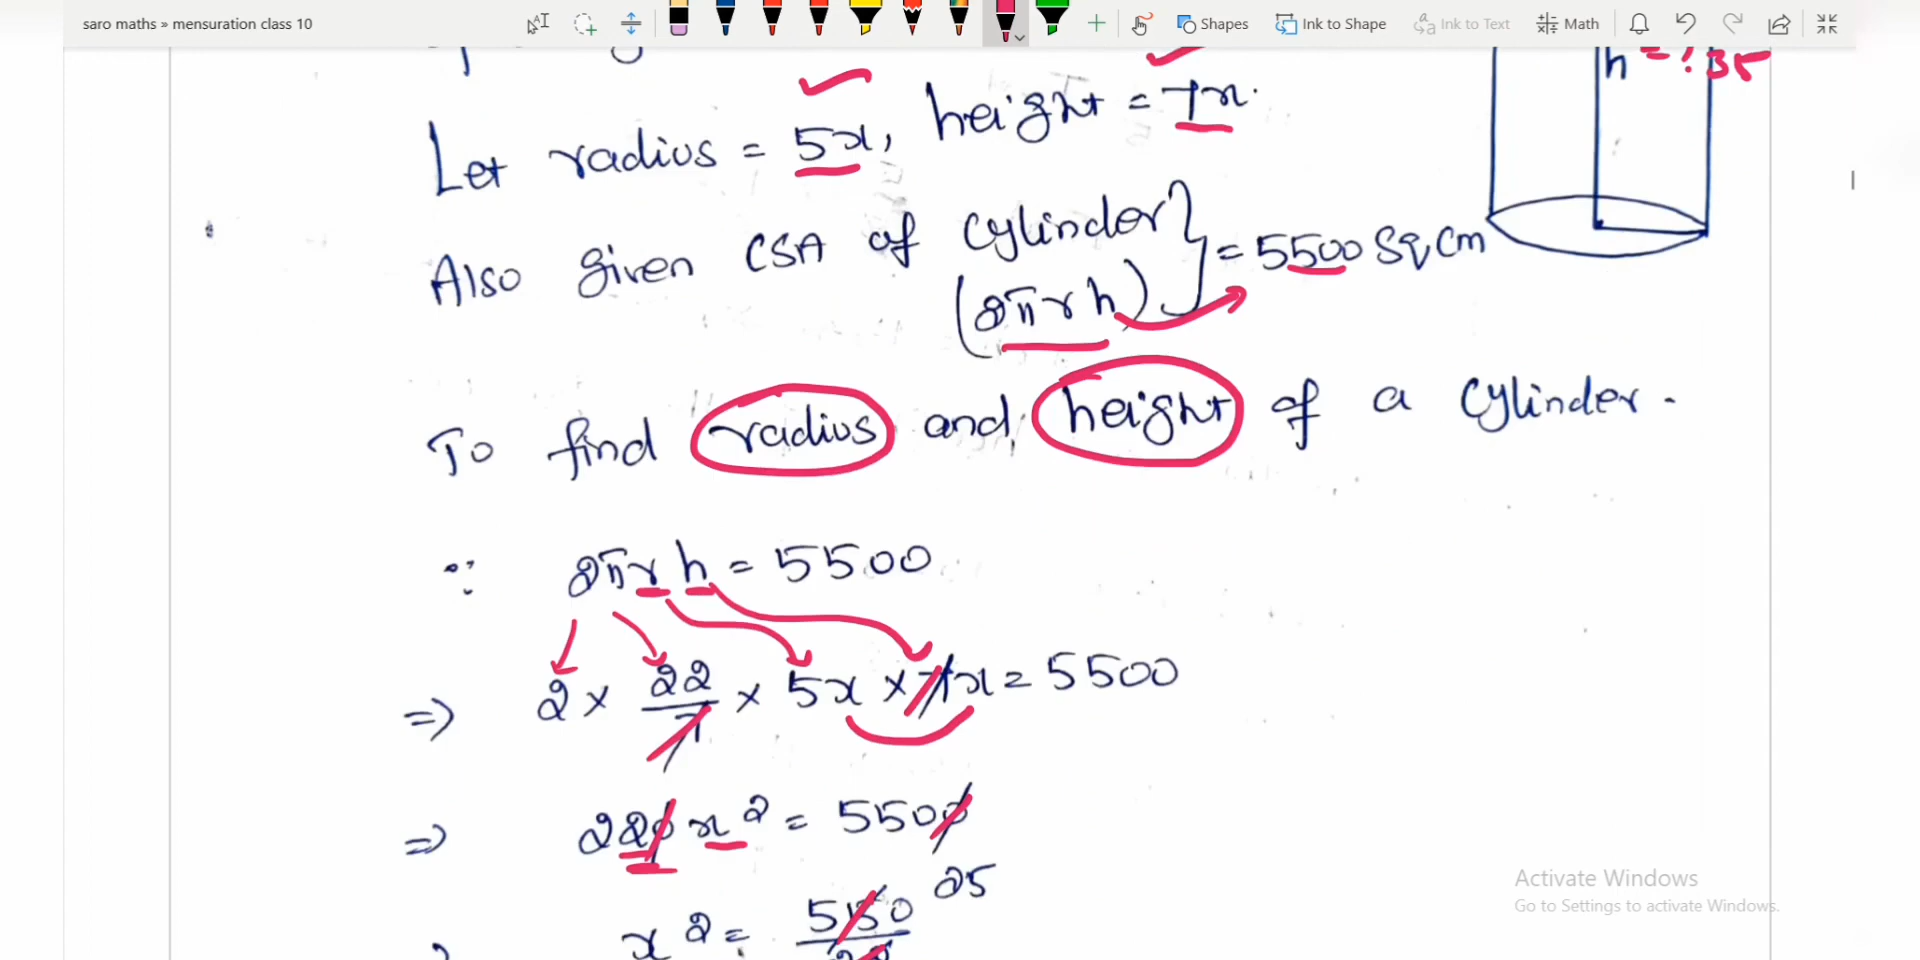 saro maths » mensuration class 10
Shapes Ink to Shape Ink to Text Math
h = ? 35
Let radius = 5x, height = 7x.
Also given CSA of cylinder }
(2πrh) } = 5500 Sq cm
To find radius and height of a cylinder.
∵ 2πrh = 5500
⇒ 2 × 22/7 × 5x × 7x = 5500
⇒ 220 x² = 5500
25
x² = 550/22
Activate Windows
Go to Settings to activate Windows.